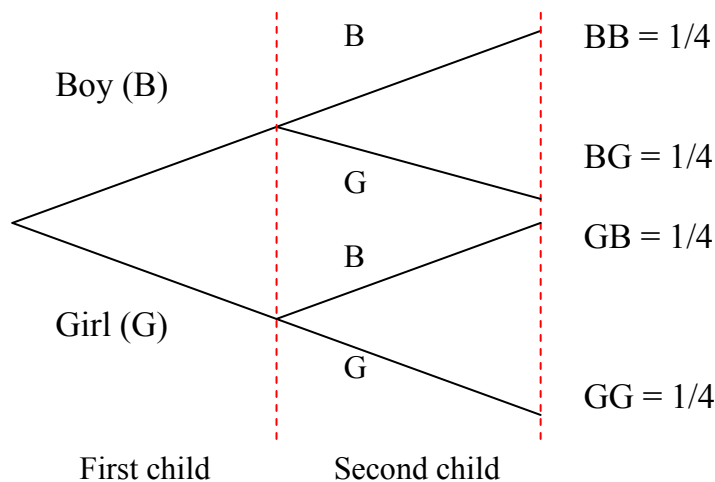 B
BB = 1/4
Boy (B)
BG = 1/4
G
GB = 1/4
B
Girl (G)
G
GG = 1/4
First child
Second child